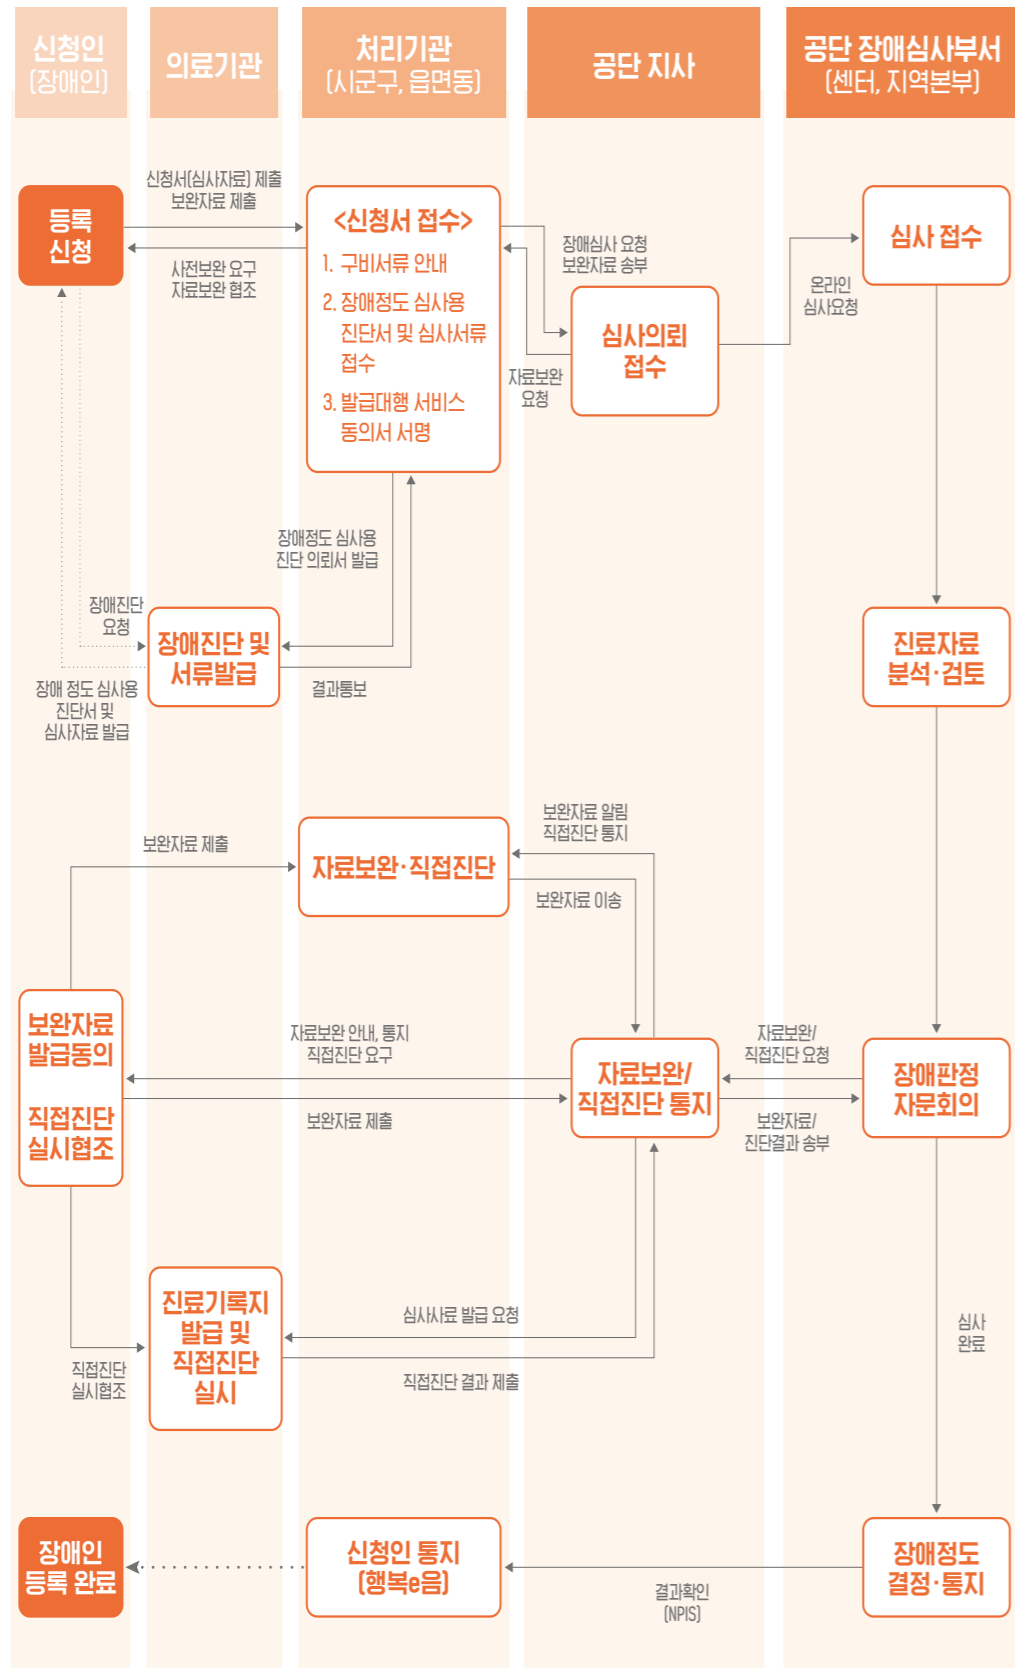 신청인
(장애인)
의료기관
처리기관
(시군구, 읍면동)
공단 지사
공단 장애심사부서
(센터, 지역본부)
등록
신청
신청서(심사자료) 제출
보완자료 제출
사전보완 요구
자료보완 협조
<신청서 접수>
1. 구비서류 안내
2. 장애정도 심사용
진단서 및 심사서류
접수
3. 발급대행 서비스
동의서 서명
장애심사 요청
보완자료 송부
자료보완
요청
심사의뢰
접수
온라인
심사요청
심사 접수
장애정도 심사용
진단 의뢰서 발급
장애진단
요청
장애진단 및
서류발급
결과통보
장애 정도 심사용
진단서 및
심사자료 발급
진료자료
분석·검토
보완자료 제출
자료보완·직접진단
보완자료 알림
직접진단 통지
보완자료 이송
보완자료
발급동의
직접진단
실시협조
자료보완 안내, 통지
직접진단 요구
보완자료 제출
자료보완/
직접진단 통지
자료보완/
직접진단 요청
보완자료/
진단결과 송부
장애판정
자문회의
직접진단
실시협조
진료기록지
발급 및
직접진단
실시
심사사료 발급 요청
직접진단 결과 제출
심사
완료
장애인
등록 완료
신청인 통지
(행복e음)
결과확인
(NPIS)
장애정도
결정·통지